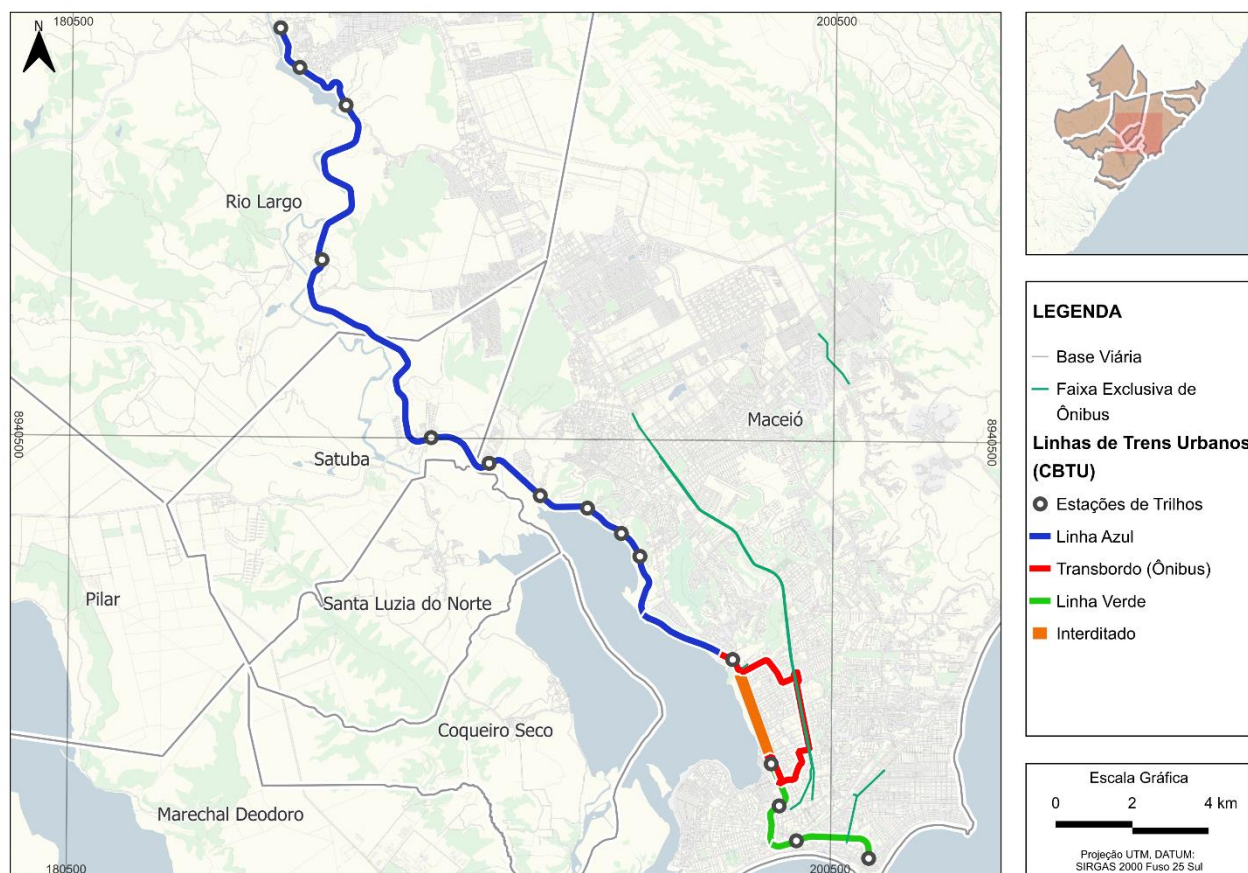 180500
200500
N
Rio Largo
Maceió
8940500
8940500
Satuba
Pilar
Santa Luzia do Norte
Coqueiro Seco
Marechal Deodoro
180500
200500
LEGENDA
Base Viária
Faixa Exclusiva de
Ônibus
Linhas de Trens Urbanos
(CBTU)
Estações de Trilhos
Linha Azul
Transbordo (Ônibus)
Linha Verde
Interditado
Escala Gráfica
0 2 4 km
Projeção UTM, DATUM:
SIRGAS 2000 Fuso 25 Sul